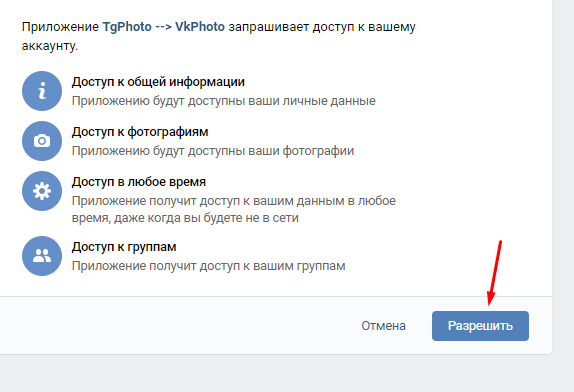 Приложение TgPhoto --> VkPhoto запрашивает доступ к вашему
аккаунту.
Доступ к общей информации
Приложению будут доступны ваши личные данные
Доступ к фотографиям
Приложению будут доступны ваши фотографии
Доступ в любое время
Приложение получит доступ к вашим данным в любое
время, даже когда вы будете не в сети
Доступ к группам
Приложение получит доступ к вашим группам
Отмена
Разрешить